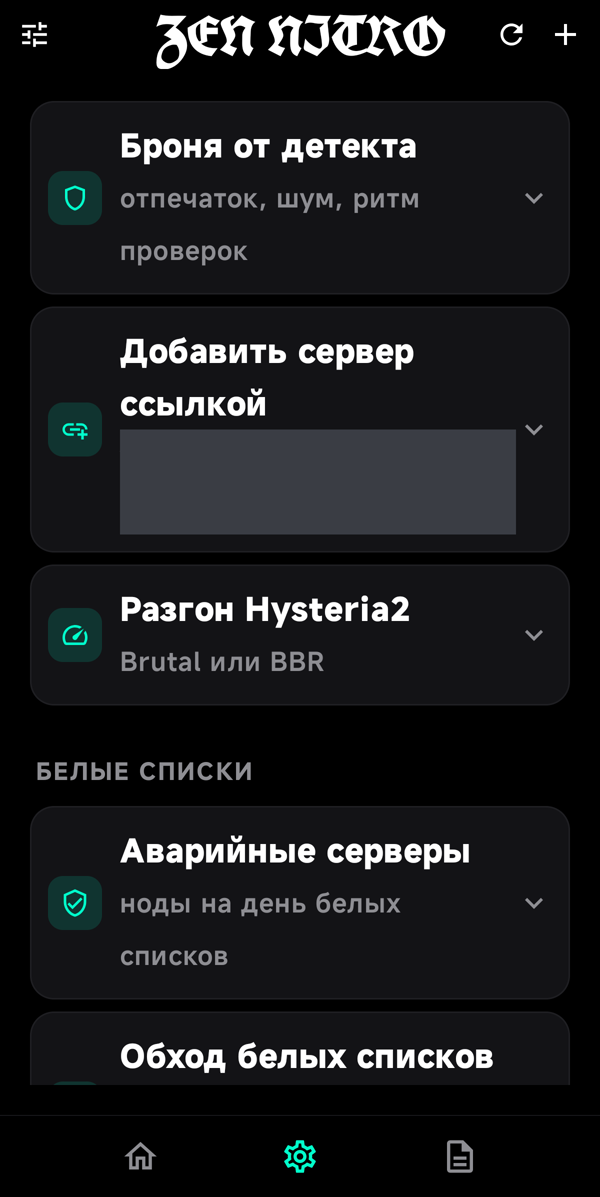 ZEN NITRO
Броня от детекта
отпечаток, шум, ритм
проверок
Добавить сервер
ссылкой
Разгон Hysteria2
Brutal или BBR
БЕЛЫЕ СПИСКИ
Аварийные серверы
ноды на день белых
списков
Обход белых списков